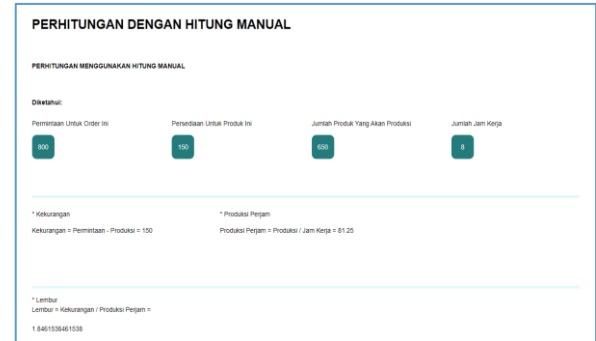 PERHITUNGAN DENGAN HITUNG MANUAL
PERHITUNGAN MENGGUNAKAN HITUNG MANUAL
Diketahui:
Permintaan Untuk Order Ini
Persediaan Untuk Produk Ini
Jumlah Produk Yang Akan Produksi
Jumlah Jam Kerja
800
150
650
8
* Kekurangan
* Produksi Perjam
Kekurangan = Permintaan - Produksi = 150
Produksi Perjam = Produksi / Jam Kerja = 81.25
* Lembur
Lembur = Kekurangan / Produksi Perjam =
1.8461538461538